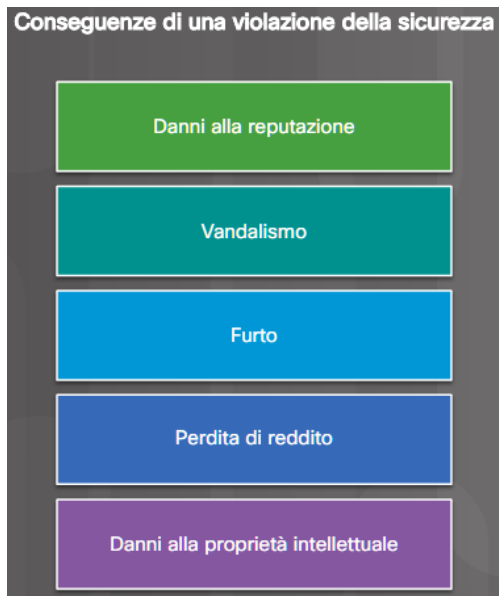 Conseguenze di una violazione della sicurezza
Danni alla reputazione
Vandalismo
Furto
Perdita di reddito
Danni alla proprietà intellettuale